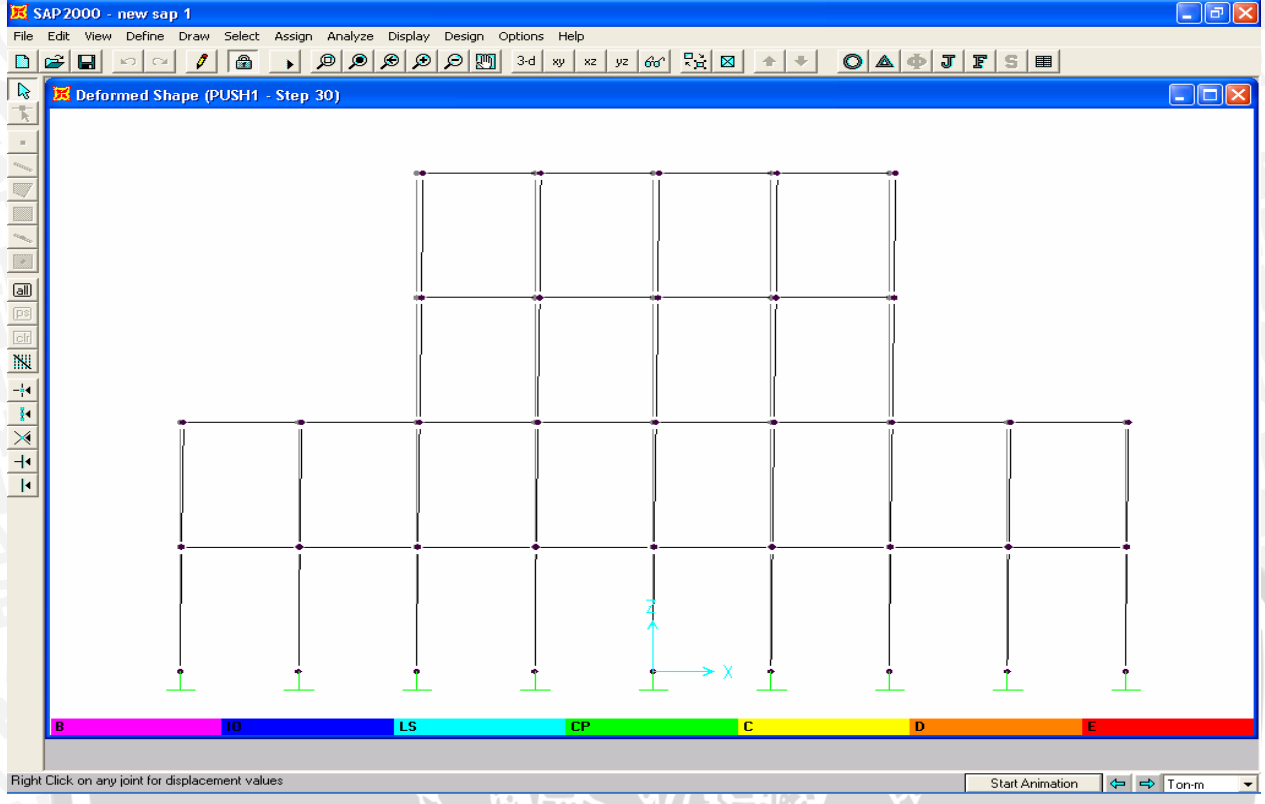 SAP2000 - new sap 1
File Edit View Define Draw Select Assign Analyze Display Design Options Help
3-d xy xz yz J F S
Deformed Shape (PUSH1 - Step 30)
all
ps
clr
Z
X
B IO LS CP C D E
Right Click on any joint for displacement values Start Animation Ton-m